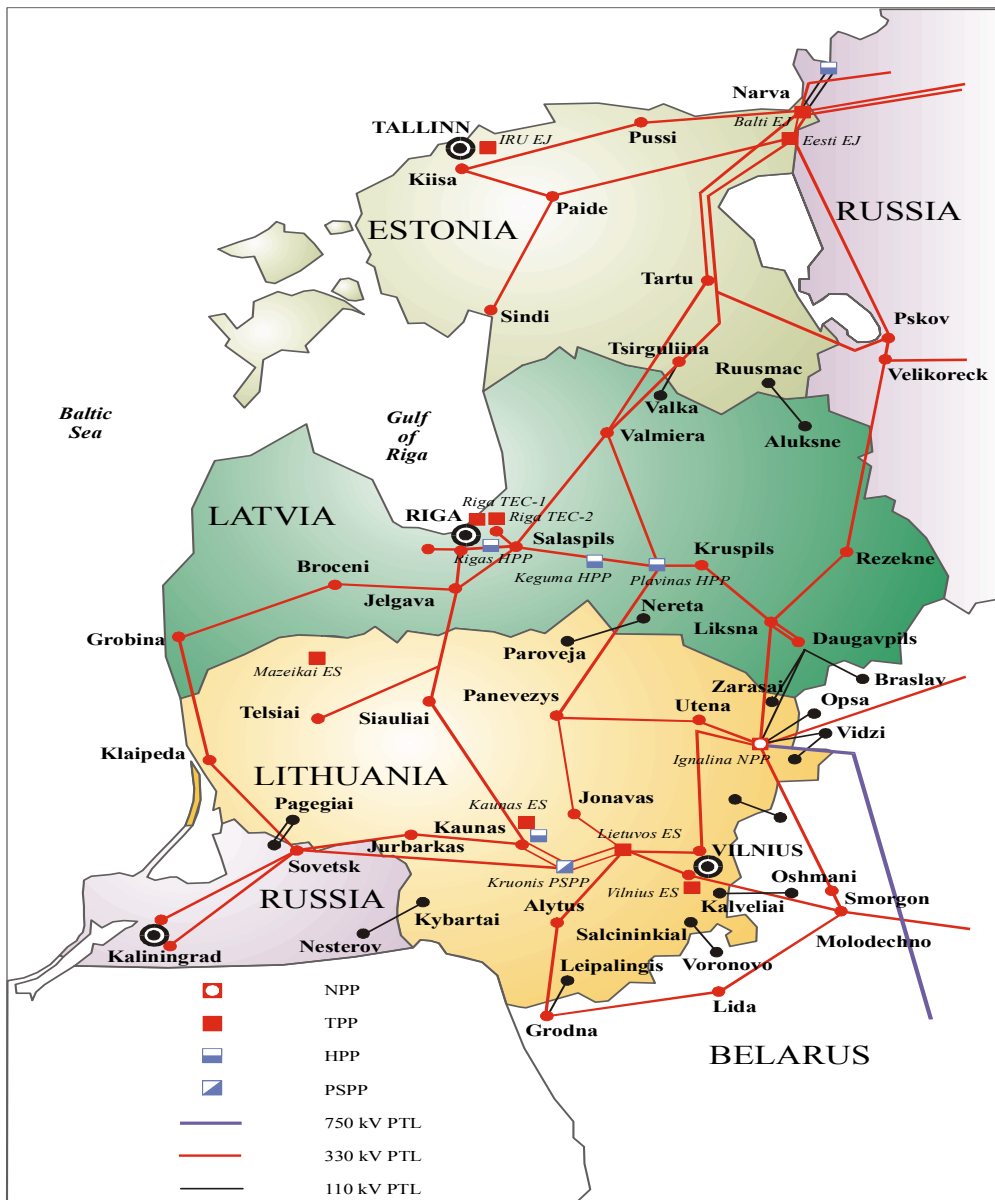 Narva
Balti EJ
TALLINN
IRU EJ
Pussi
Eesti EJ
Kiisa
Paide
RUSSIA
ESTONIA
Tartu
Sindi
Pskov
Tsirguliina
Ruusmac
Velikoreck
Valka
Baltic
Sea
Gulf
of
Riga
Valmiera
Aluksne
Riga TEC-1
LATVIA
RIGA
Riga TEC-2
Salaspils
Rigas HPP
Kruspils
Rezekne
Broceni
Keguma HPP
Plavinas HPP
Jelgava
Nereta
Grobina
Liksna
Daugavpils
Paroveja
Mazeikai ES
Braslav
Zarasai
Panevezys
Opsa
Telsiai
Siauliai
Utena
Vidzi
Klaipeda
Ignalina NPP
LITHUANIA
Pagegiai
Kaunas ES
Jonavas
Kaunas
Lietuvos ES
Jurbarkas
VILNIUS
Sovetsk
Oshmani
Kruonis PSPP
RUSSIA
Vilnius ES
Smorgon
Kalveliai
Alytus
Kybartai
Salcininkial
Molodechno
Kaliningrad
Nesterov
Voronovo
Leipalingis
Lida
Grodna
BELARUS
NPP
TPP
HPP
PSPP
750 kV PTL
330 kV PTL
110 kV PTL